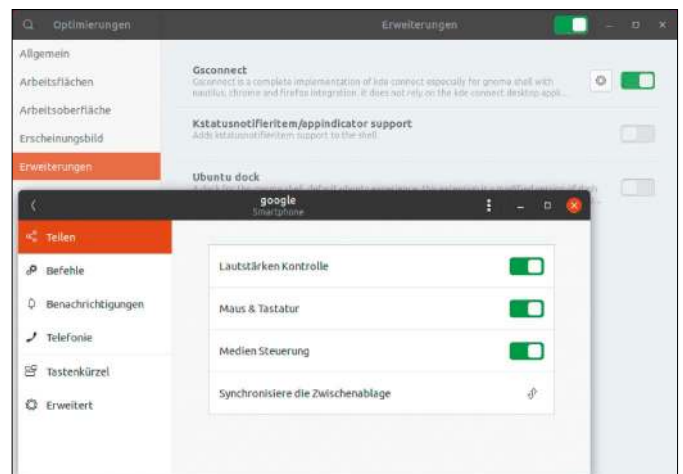 Optimierungen
Erweiterungen
Allgemein
Arbeitsflächen
Arbeitsoberfläche
Erscheinungsbild
Erweiterungen
Gsconnect
Gsconnect is a complete implementation of kde connect especially for gnome shell with
nautilus, chrome and firefox integration. it does not rely on the kde connect desktop appli...
Kstatusnotifieritem/appindicator support
Adds kstatusnotifieritem support to the shell.
Ubuntu dock
google
Smartphone
Teilen
Befehle
Benachrichtigungen
Telefonie
Tastenkürzel
Erweitert
Lautstärken Kontrolle
Maus & Tastatur
Medien Steuerung
Synchronisiere die Zwischenablage